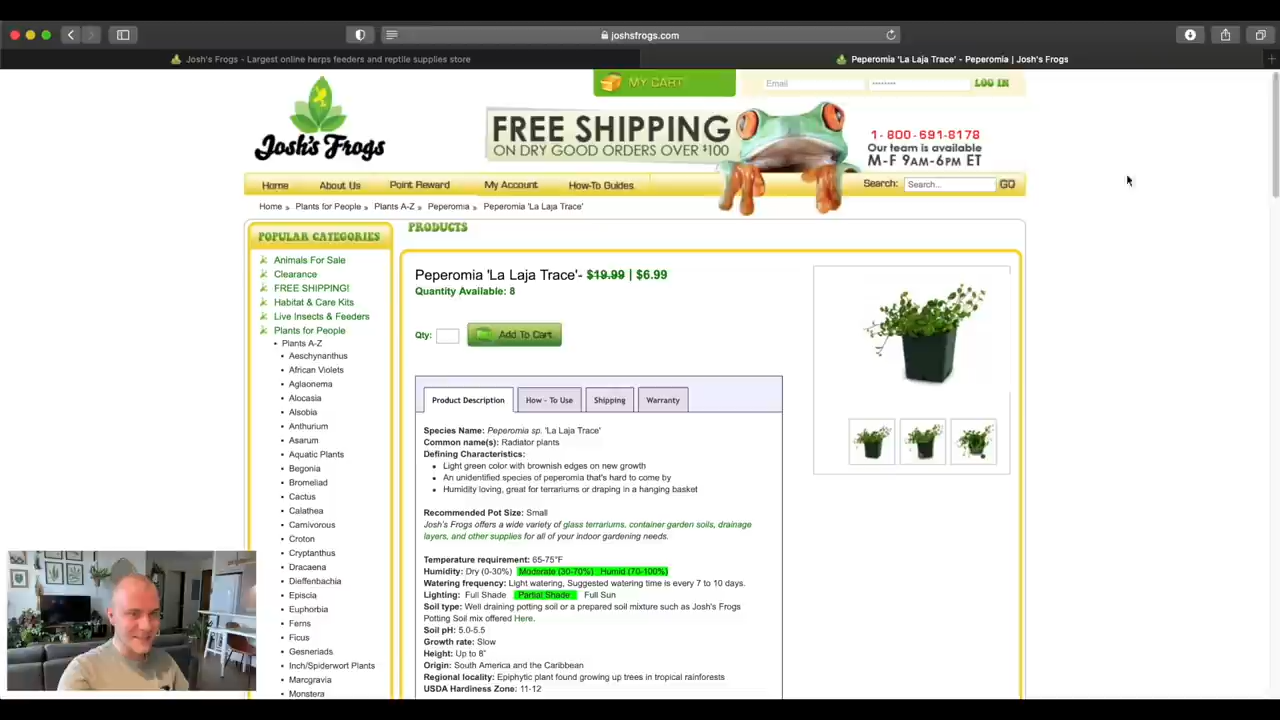 joshsfrogs.com
Josh's Frogs - Largest online herps feeders and reptile supplies store
Peperomia 'La Laja Trace' - Peperomia | Josh's Frogs
MY CART
Email
LOG IN
Josh's Frogs
FREE SHIPPING
ON DRY GOOD ORDERS OVER $100
1-800-691-8178
Our team is available
M-F 9AM-6PM ET
Home
About Us
Point Reward
My Account
How-To Guides
Search:
Search...
GO
Home » Plants for People » Plants A-Z » Peperomia » Peperomia 'La Laja Trace'
POPULAR CATEGORIES
Animals For Sale
Clearance
FREE SHIPPING!
Habitat & Care Kits
Live Insects & Feeders
Plants for People
• Plants A-Z
• Aeschynanthus
• African Violets
• Aglaonema
• Alocasia
• Alsobia
• Anthurium
• Asarum
• Aquatic Plants
• Begonia
• Bromeliad
• Cactus
• Calathea
• Carnivorous
• Croton
• Cryptanthus
• Dracaena
• Dieffenbachia
• Episcia
• Euphorbia
• Ferns
• Ficus
• Gesneriads
• Inch/Spiderwort Plants
• Marcgravia
• Monstera
PRODUCTS
Peperomia 'La Laja Trace'- $19.99 | $6.99
Quantity Available: 8
Qty:
Add To Cart
Product Description
How - To Use
Shipping
Warranty
Species Name: Peperomia sp. 'La Laja Trace'
Common name(s): Radiator plants
Defining Characteristics:
• Light green color with brownish edges on new growth
• An unidentified species of peperomia that's hard to come by
• Humidity loving, great for terrariums or draping in a hanging basket
Recommended Pot Size: Small
Josh's Frogs offers a wide variety of glass terrariums, container garden soils, drainage
layers, and other supplies for all of your indoor gardening needs.
Temperature requirement: 65-75°F
Humidity: Dry (0-30%) Moderate (30-70%) Humid (70-100%)
Watering frequency: Light watering, Suggested watering time is every 7 to 10 days.
Lighting: Full Shade Partial Shade Full Sun
Soil type: Well draining potting soil or a prepared soil mixture such as Josh's Frogs
Potting Soil mix offered Here.
Soil pH: 5.0-5.5
Growth rate: Slow
Height: Up to 8"
Origin: South America and the Caribbean
Regional locality: Epiphytic plant found growing up trees in tropical rainforests
USDA Hardiness Zone: 11-12